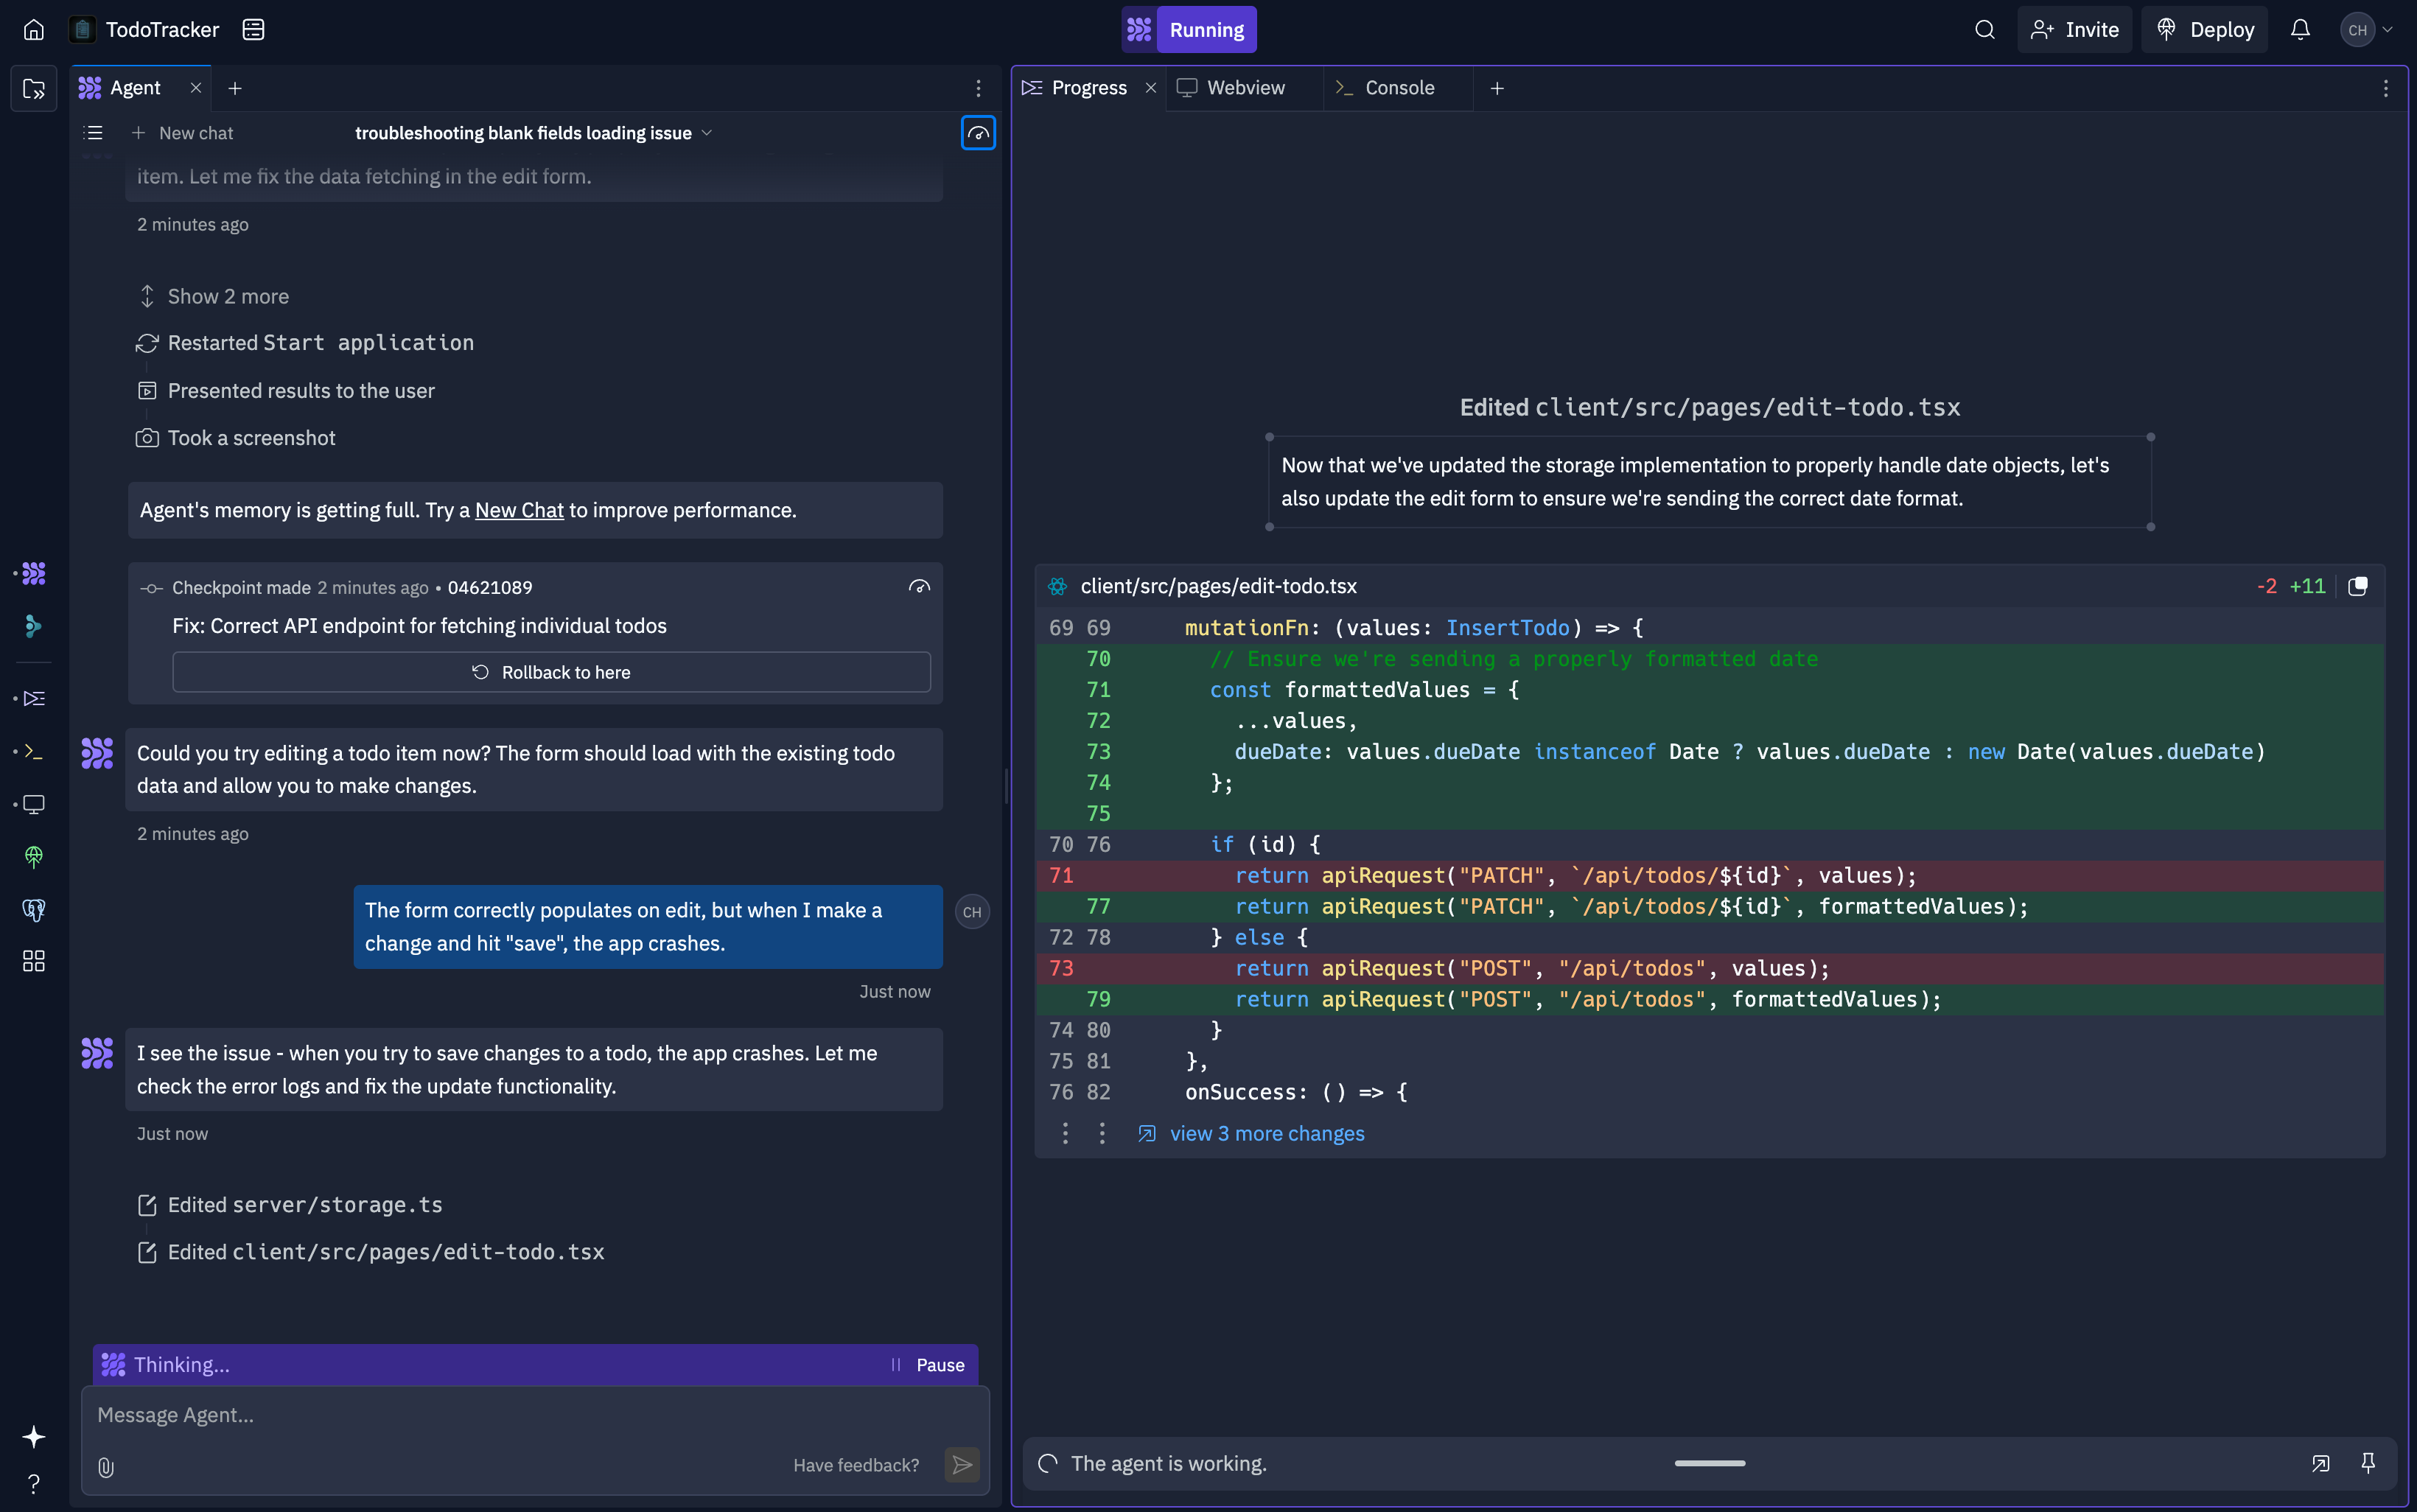 TodoTracker
Running
Invite
Deploy
CH
Agent
New chat
troubleshooting blank fields loading issue
item. Let me fix the data fetching in the edit form.
2 minutes ago
Show 2 more
Restarted Start application
Presented results to the user
Took a screenshot
Agent's memory is getting full. Try a New Chat to improve performance.
Checkpoint made 2 minutes ago • 04621089
Fix: Correct API endpoint for fetching individual todos
Rollback to here
Could you try editing a todo item now? The form should load with the existing todo
data and allow you to make changes.
2 minutes ago
The form correctly populates on edit, but when I make a
change and hit "save", the app crashes.
CH
Just now
I see the issue - when you try to save changes to a todo, the app crashes. Let me
check the error logs and fix the update functionality.
Just now
Edited server/storage.ts
Edited client/src/pages/edit-todo.tsx
Thinking...
Pause
Message Agent...
Have feedback?
Progress
Webview
Console
Edited client/src/pages/edit-todo.tsx
Now that we've updated the storage implementation to properly handle date objects, let's
also update the edit form to ensure we're sending the correct date format.
client/src/pages/edit-todo.tsx
-2 +11
69 69 mutationFn: (values: InsertTodo) => {
70 // Ensure we're sending a properly formatted date
71 const formattedValues = {
72 ...values,
73 dueDate: values.dueDate instanceof Date ? values.dueDate : new Date(values.dueDate)
74 };
75
70 76 if (id) {
71 return apiRequest("PATCH", `/api/todos/${id}`, values);
77 return apiRequest("PATCH", `/api/todos/${id}`, formattedValues);
72 78 } else {
73 return apiRequest("POST", "/api/todos", values);
79 return apiRequest("POST", "/api/todos", formattedValues);
74 80 }
75 81 },
76 82 onSuccess: () => {
view 3 more changes
The agent is working.